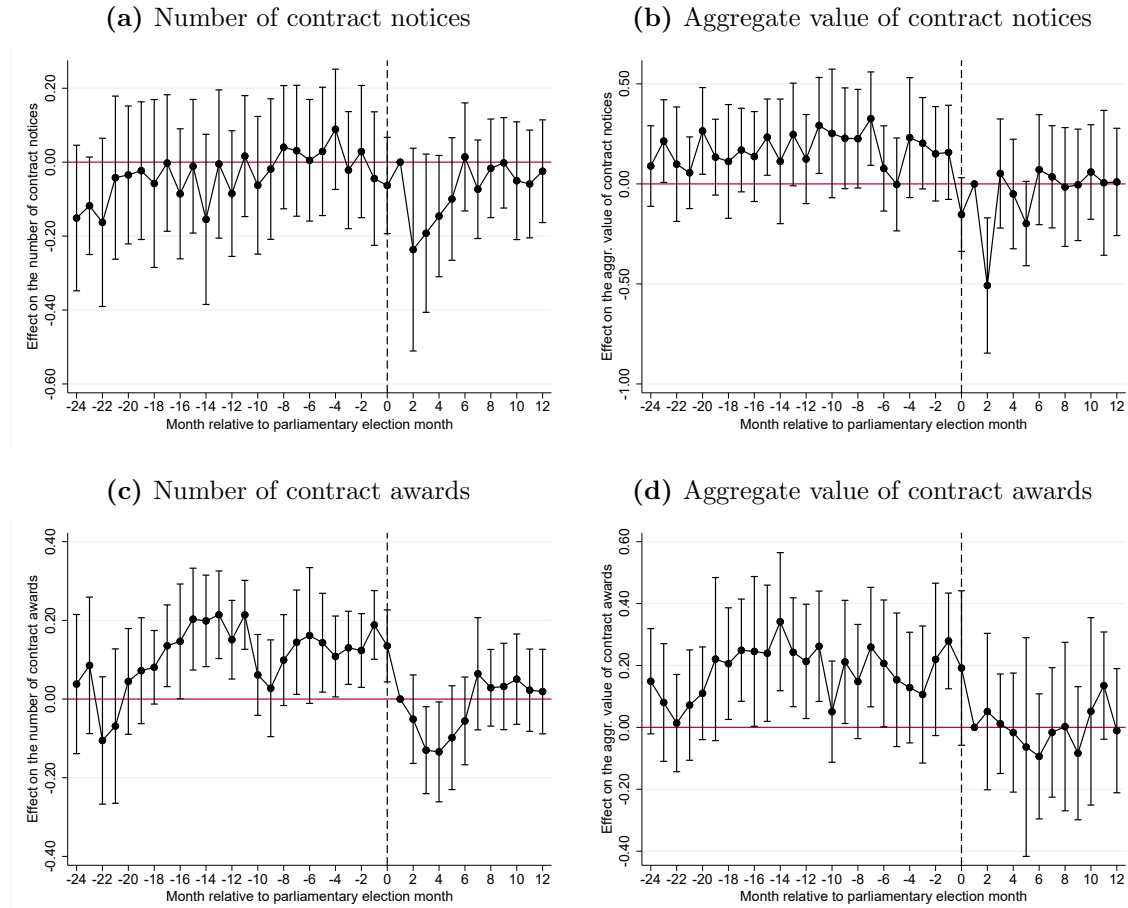 (a) Number of contract notices
Effect on the number of contract notices
0.20
0.00
-0.20
-0.40
-0.60
-24 -22 -20 -18 -16 -14 -12 -10 -8 -6 -4 -2 0 2 4 6 8 10 12
Month relative to parliamentary election month
(b) Aggregate value of contract notices
Effect on the aggr. value of contract notices
0.50
0.00
-0.50
-1.00
-24 -22 -20 -18 -16 -14 -12 -10 -8 -6 -4 -2 0 2 4 6 8 10 12
Month relative to parliamentary election month
(c) Number of contract awards
Effect on the number of contract awards
0.40
0.20
0.00
-0.20
-0.40
-24 -22 -20 -18 -16 -14 -12 -10 -8 -6 -4 -2 0 2 4 6 8 10 12
Month relative to parliamentary election month
(d) Aggregate value of contract awards
Effect on the aggr. value of contract awards
0.60
0.40
0.20
0.00
-0.20
-0.40
-24 -22 -20 -18 -16 -14 -12 -10 -8 -6 -4 -2 0 2 4 6 8 10 12
Month relative to parliamentary election month